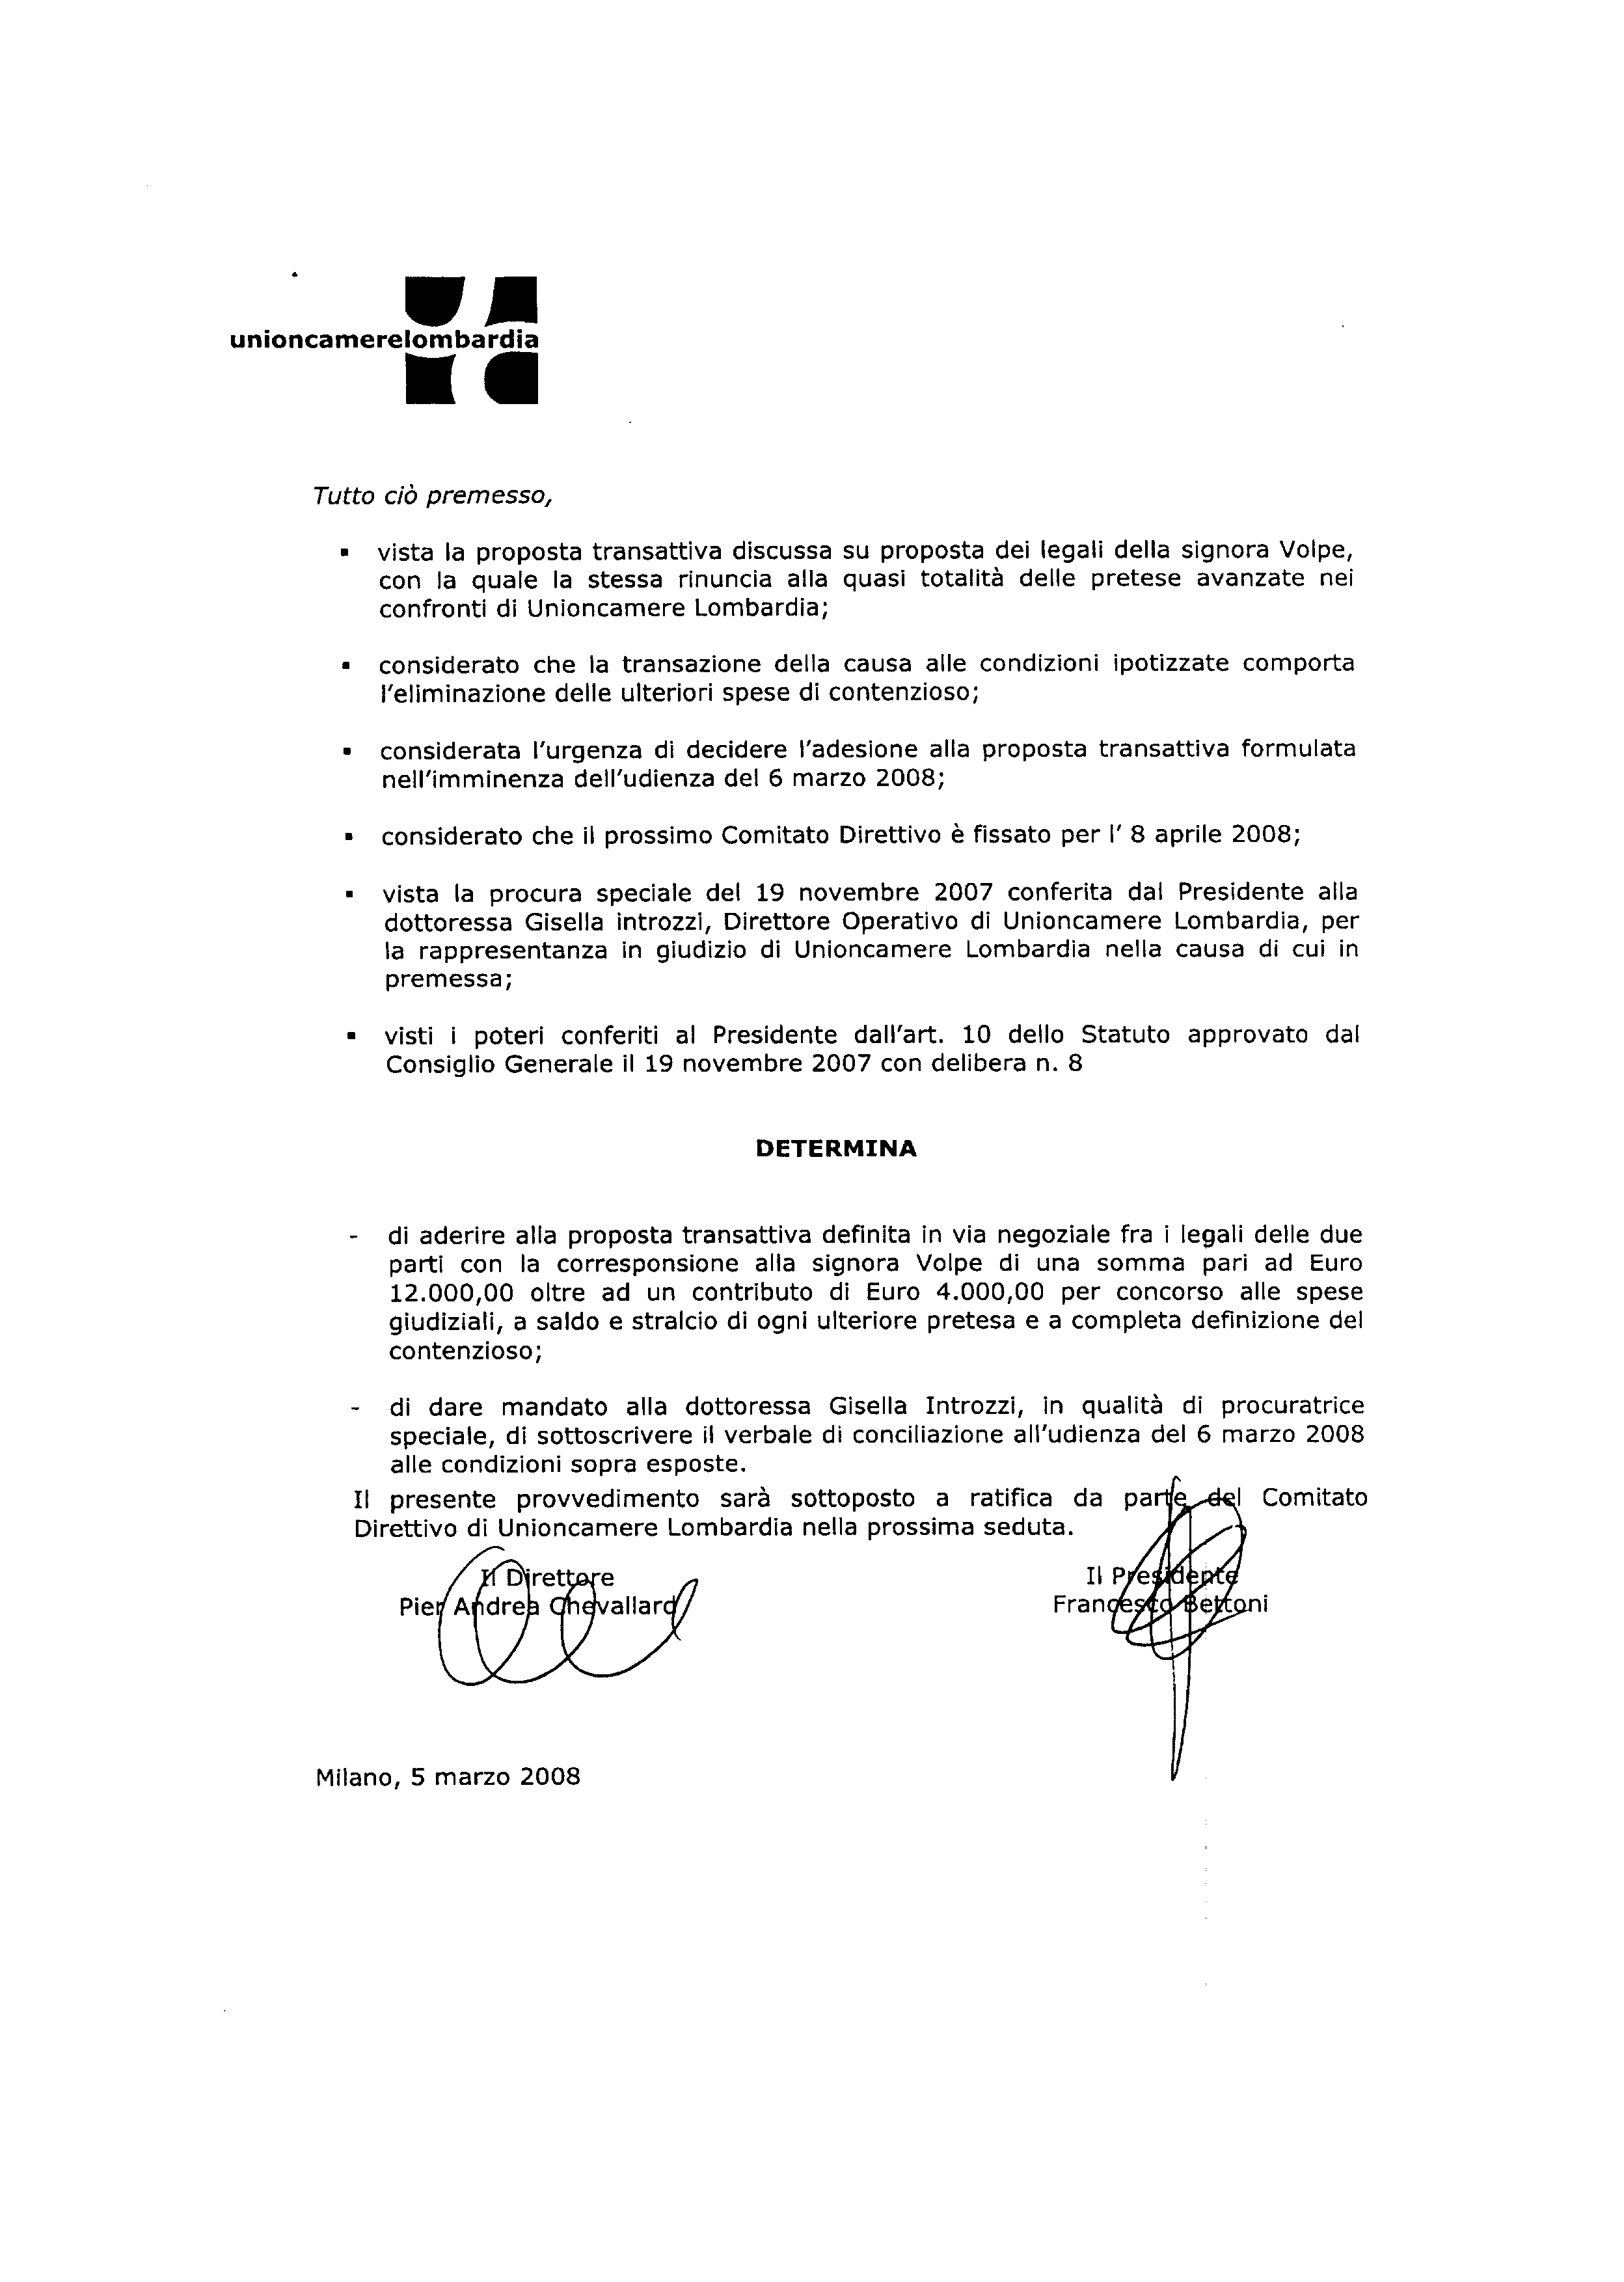 unioncamerelombardia
Tutto ciò premesso,
▪ vista la proposta transattiva discussa su proposta dei legali della signora Volpe,
con la quale la stessa rinuncia alla quasi totalità delle pretese avanzate nei
confronti di Unioncamere Lombardia;
▪ considerato che la transazione della causa alle condizioni ipotizzate comporta
l'eliminazione delle ulteriori spese di contenzioso;
▪ considerata l'urgenza di decidere l'adesione alla proposta transattiva formulata
nell'imminenza dell'udienza del 6 marzo 2008;
▪ considerato che il prossimo Comitato Direttivo è fissato per l' 8 aprile 2008;
▪ vista la procura speciale del 19 novembre 2007 conferita dal Presidente alla
dottoressa Gisella introzzi, Direttore Operativo di Unioncamere Lombardia, per
la rappresentanza in giudizio di Unioncamere Lombardia nella causa di cui in
premessa;
▪ visti i poteri conferiti al Presidente dall'art. 10 dello Statuto approvato dal
Consiglio Generale il 19 novembre 2007 con delibera n. 8
DETERMINA
- di aderire alla proposta transattiva definita in via negoziale fra i legali delle due
parti con la corresponsione alla signora Volpe di una somma pari ad Euro
12.000,00 oltre ad un contributo di Euro 4.000,00 per concorso alle spese
giudiziali, a saldo e stralcio di ogni ulteriore pretesa e a completa definizione del
contenzioso;
- di dare mandato alla dottoressa Gisella Introzzi, in qualità di procuratrice
speciale, di sottoscrivere il verbale di conciliazione all'udienza del 6 marzo 2008
alle condizioni sopra esposte.
Il presente provvedimento sarà sottoposto a ratifica da parte del Comitato
Direttivo di Unioncamere Lombardia nella prossima seduta.
Il Direttore
Pier Andrea Chevallard
Il Presidente
Francesco Bettoni
Milano, 5 marzo 2008